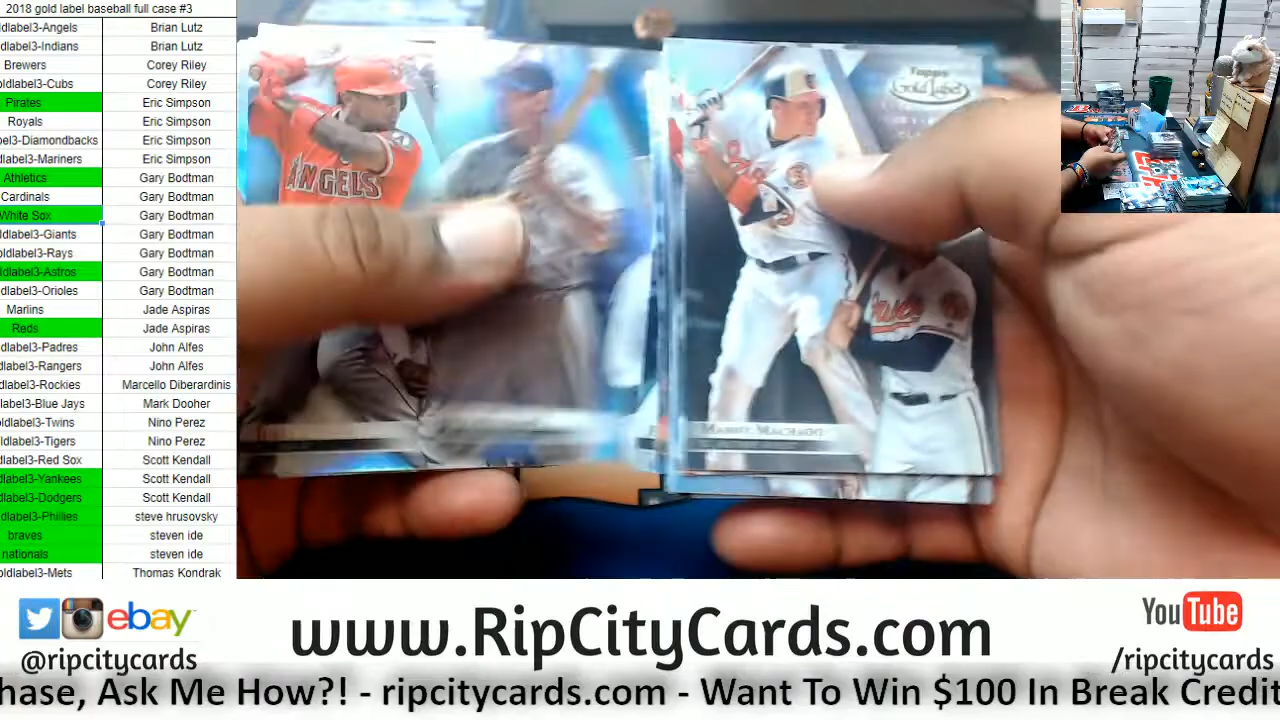 2018 gold label baseball full case #3
ldlabel3-Angels Brian Lutz
ldlabel3-Indians Brian Lutz
Brewers Corey Riley
oldlabel3-Cubs Corey Riley
Pirates Eric Simpson
Royals Eric Simpson
label3-Diamondbacks Eric Simpson
dlabel3-Mariners Eric Simpson
Athletics Gary Bodtman
Cardinals Gary Bodtman
White Sox Gary Bodtman
oldlabel3-Giants Gary Bodtman
oldlabel3-Rays Gary Bodtman
oldlabel3-Astros Gary Bodtman
ldlabel3-Orioles Gary Bodtman
Marlins Jade Aspiras
Reds Jade Aspiras
dlabel3-Padres John Alfes
dlabel3-Rangers John Alfes
dlabel3-Rockies Marcello Diberardinis
label3-Blue Jays Mark Dooher
dlabel3-Twins Nino Perez
dlabel3-Tigers Nino Perez
dlabel3-Red Sox Scott Kendall
dlabel3-Yankees Scott Kendall
dlabel3-Dodgers Scott Kendall
dlabel3-Phillies steve hrusovsky
braves steven ide
nationals steven ide
oldlabel3-Mets Thomas Kondrak
ANGELS
Topps
Gold Label
Manny Machado
ebay
@ripcitycards
www.RipCityCards.com
YouTube
/ripcitycards
hase, Ask Me How?! - ripcitycards.com - Want To Win $100 In Break Credit